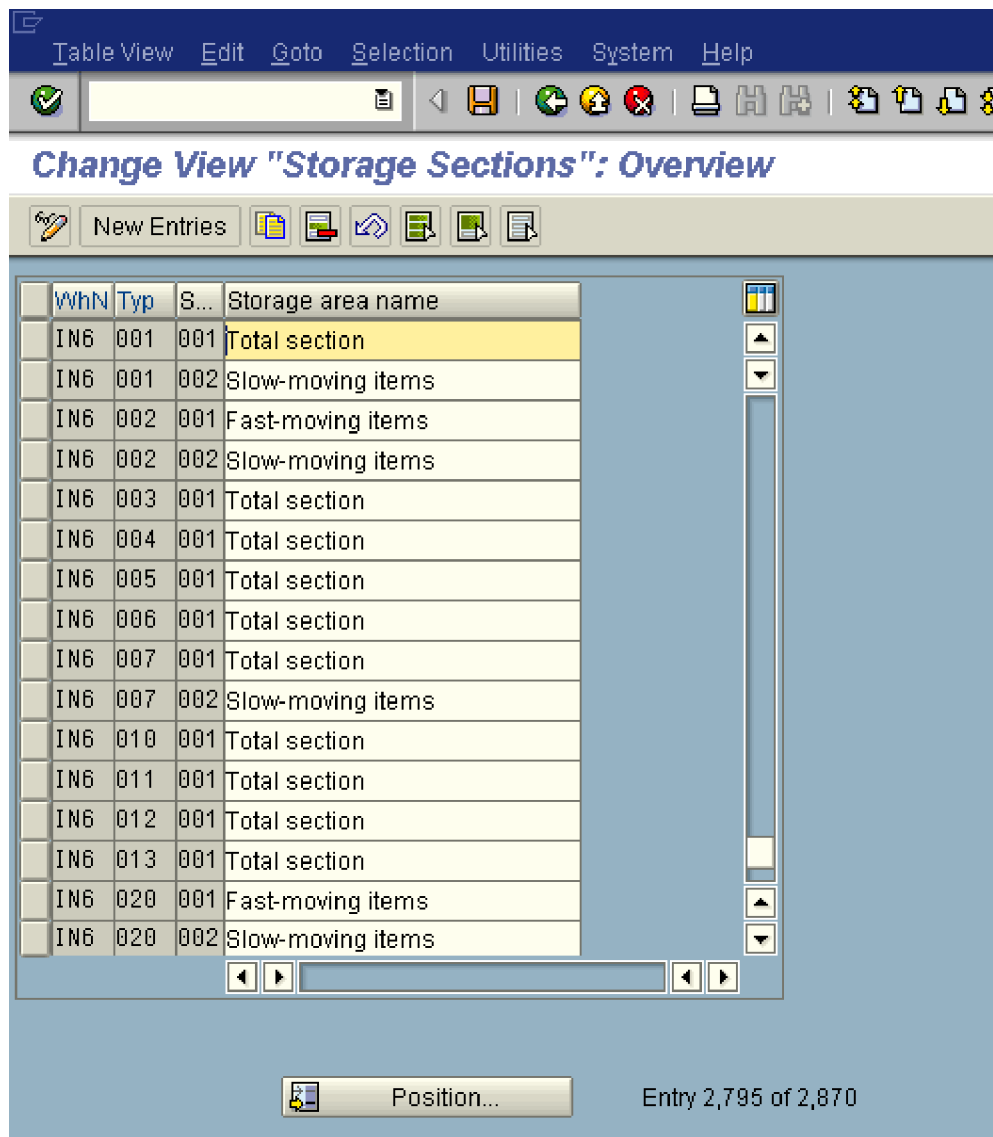 Table View Edit Goto Selection Utilities System Help
Change View "Storage Sections": Overview
New Entries
WhN Typ S... Storage area name
IN6 001 001 Total section
IN6 001 002 Slow-moving items
IN6 002 001 Fast-moving items
IN6 002 002 Slow-moving items
IN6 003 001 Total section
IN6 004 001 Total section
IN6 005 001 Total section
IN6 006 001 Total section
IN6 007 001 Total section
IN6 007 002 Slow-moving items
IN6 010 001 Total section
IN6 011 001 Total section
IN6 012 001 Total section
IN6 013 001 Total section
IN6 020 001 Fast-moving items
IN6 020 002 Slow-moving items
Position... Entry 2,795 of 2,870